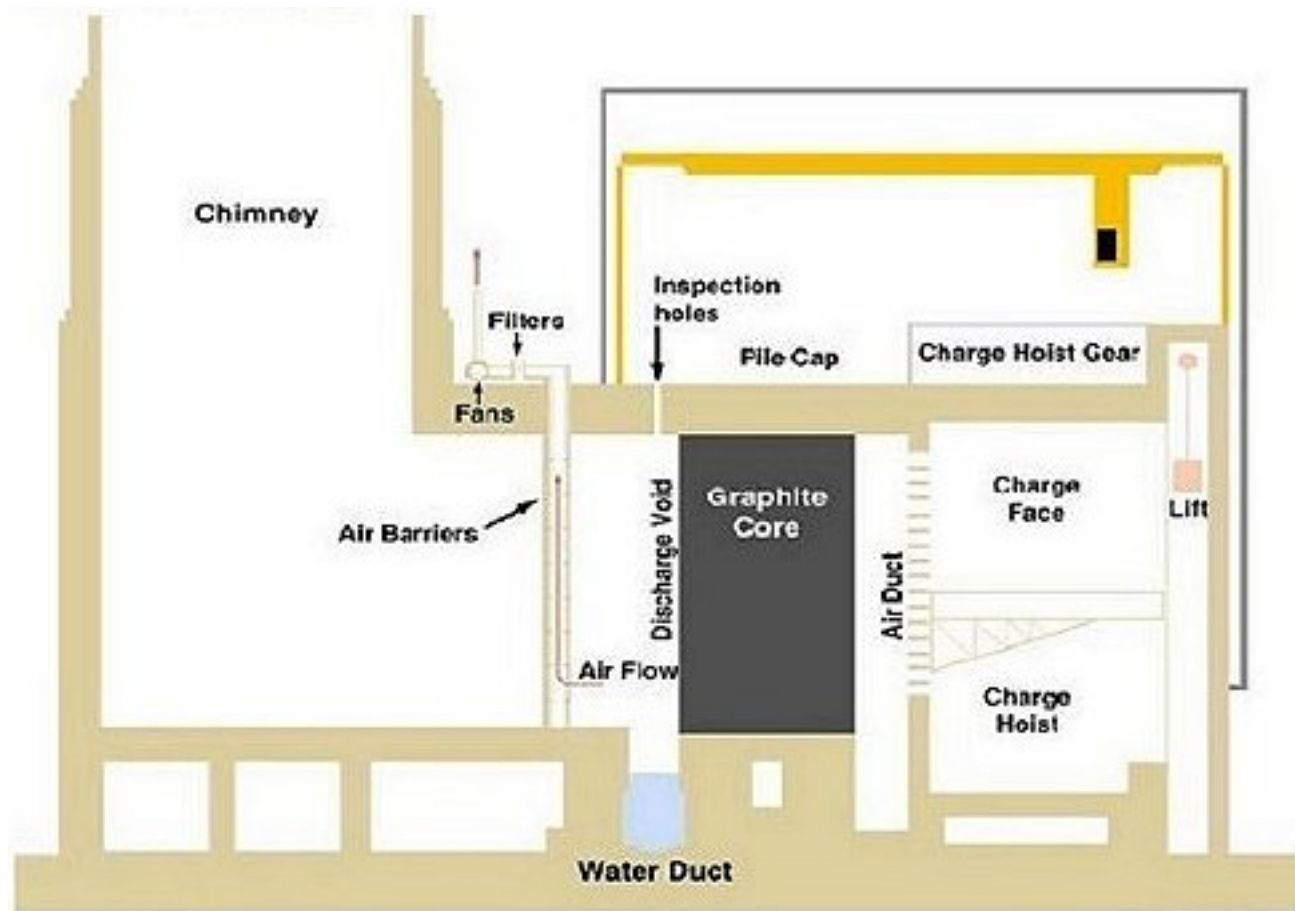 Chimney
Inspection
holes
Filters
Pile Cap
Charge Hoist Gear
Fans
Graphite
Core
Charge
Face
Lift
Air Barriers
Discharge Void
Air Duct
Air Flow
Charge
Hoist
Water Duct